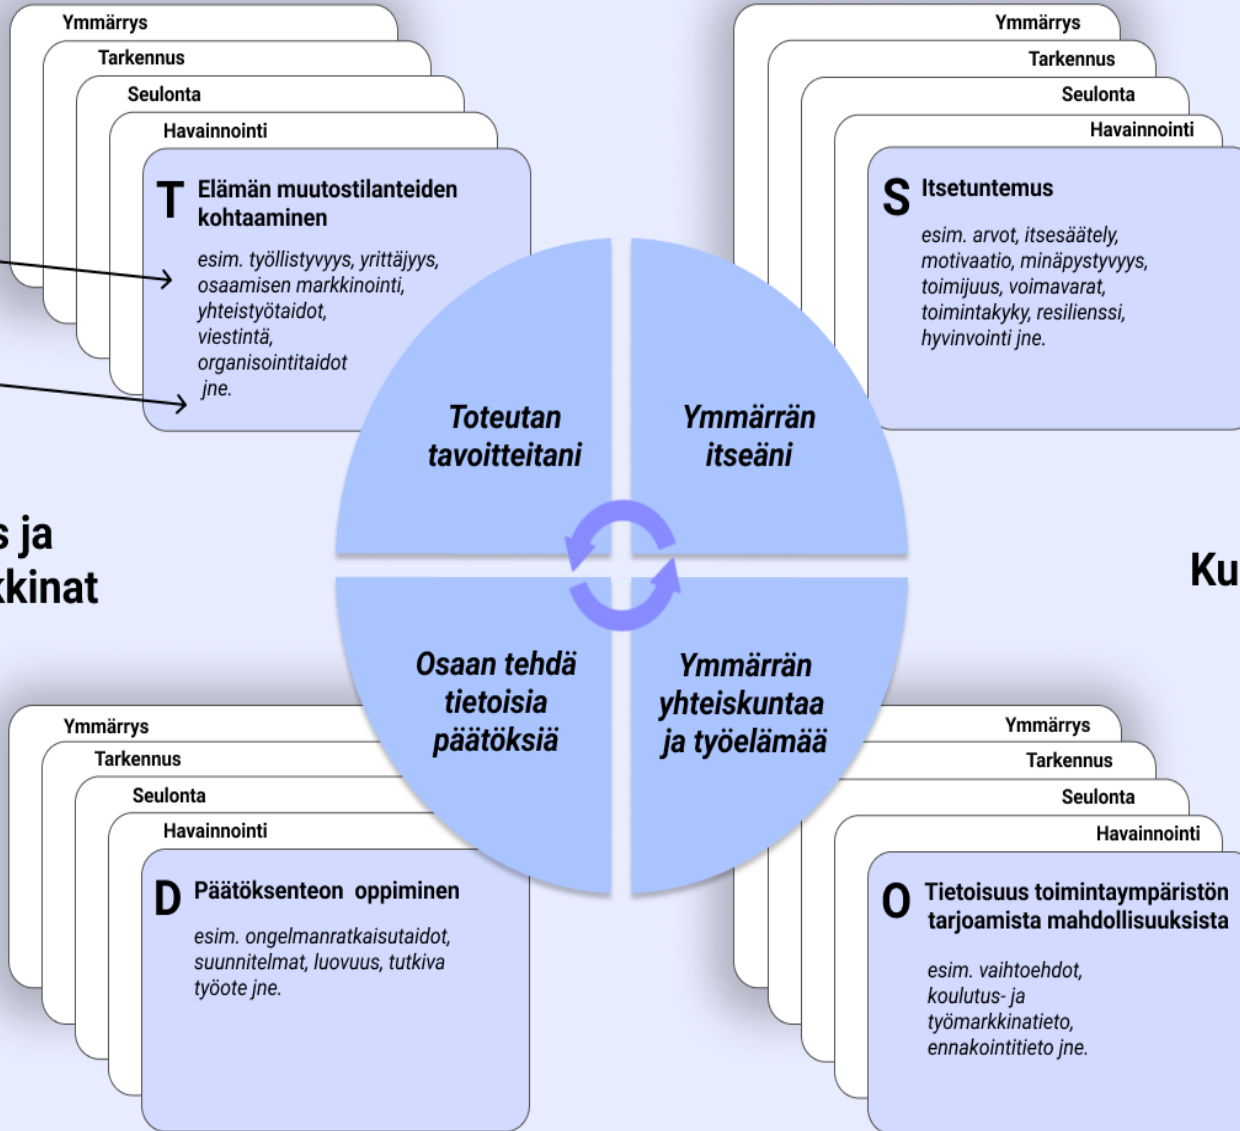 Ymmärrys
Tarkennus
Seulonta
Havainnointi
T Elämän muutostilanteiden
kohtaaminen
esim. työllistyvyys, yrittäjyys,
osaamisen markkinointi,
yhteistyötaidot,
viestintä,
organisointitaidot
jne.
Ymmärrys
Tarkennus
Seulonta
Havainnointi
S Itsetuntemus
esim. arvot, itsesäätely,
motivaatio, minäpystyvyys,
toimijuus, voimavarat,
toimintakyky, resilienssi,
hyvinvointi jne.
Toteutan
tavoitteitani
Ymmärrän
itseäni
s ja
kkinat
Ku
Osaan tehdä
tietoisia
päätöksiä
Ymmärrän
yhteiskuntaa
ja työelämää
Ymmärrys
Tarkennus
Seulonta
Havainnointi
D Päätöksenteon oppiminen
esim. ongelmanratkaisutaidot,
suunnitelmat, luovuus, tutkiva
työote jne.
Ymmärrys
Tarkennus
Seulonta
Havainnointi
O Tietoisuus toimintaympäristön
tarjoamista mahdollisuuksista
esim. vaihtoehdot,
koulutus- ja
työmarkkinatieto,
ennakointitieto jne.